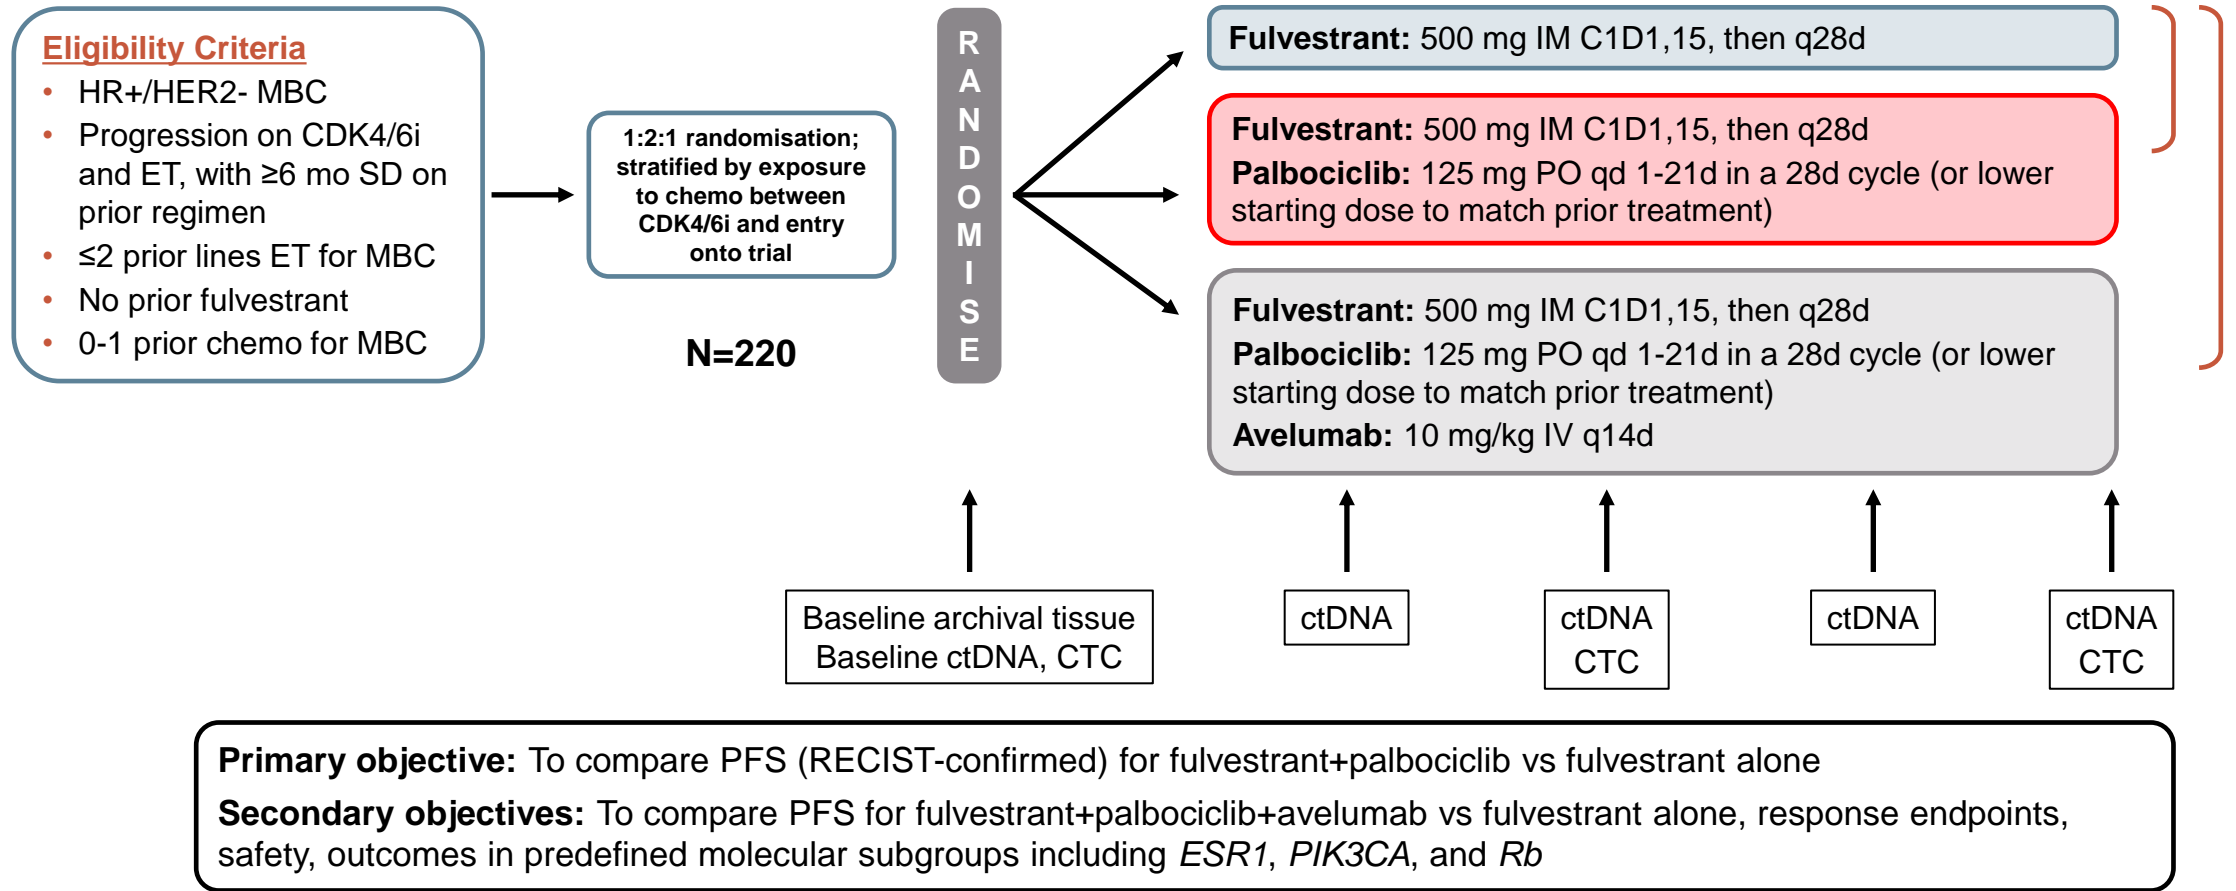 Eligibility Criteria
• HR+/HER2- MBC
• Progression on CDK4/6i
and ET, with ≥6 mo SD on
prior regimen
• ≤2 prior lines ET for MBC
• No prior fulvestrant
• 0-1 prior chemo for MBC
1:2:1 randomisation;
stratified by exposure
to chemo between
CDK4/6i and entry
onto trial
N=220
R
A
N
D
O
M
I
S
E
Fulvestrant: 500 mg IM C1D1,15, then q28d
Fulvestrant: 500 mg IM C1D1,15, then q28d
Palbociclib: 125 mg PO qd 1-21d in a 28d cycle (or lower
starting dose to match prior treatment)
Fulvestrant: 500 mg IM C1D1,15, then q28d
Palbociclib: 125 mg PO qd 1-21d in a 28d cycle (or lower
starting dose to match prior treatment)
Avelumab: 10 mg/kg IV q14d
Baseline archival tissue
Baseline ctDNA, CTC
ctDNA
ctDNA
CTC
ctDNA
ctDNA
CTC
Primary objective: To compare PFS (RECIST-confirmed) for fulvestrant+palbociclib vs fulvestrant alone
Secondary objectives: To compare PFS for fulvestrant+palbociclib+avelumab vs fulvestrant alone, response endpoints,
safety, outcomes in predefined molecular subgroups including ESR1, PIK3CA, and Rb